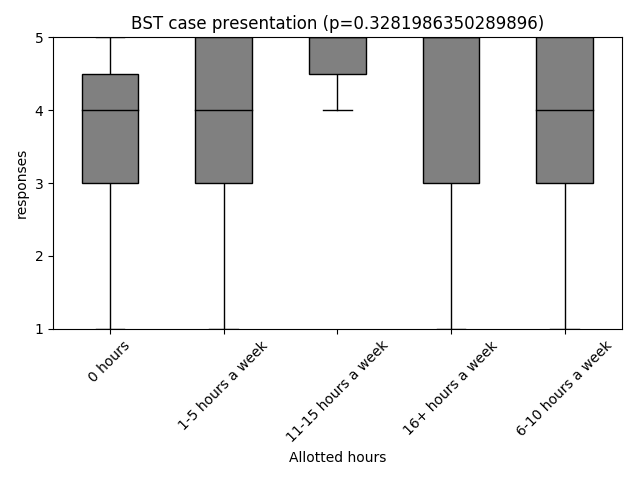 BST case presentation (p=0.3281986350289896)
responses
5
4
3
2
1
0 hours
1-5 hours a week
11-15 hours a week
16+ hours a week
6-10 hours a week
Allotted hours